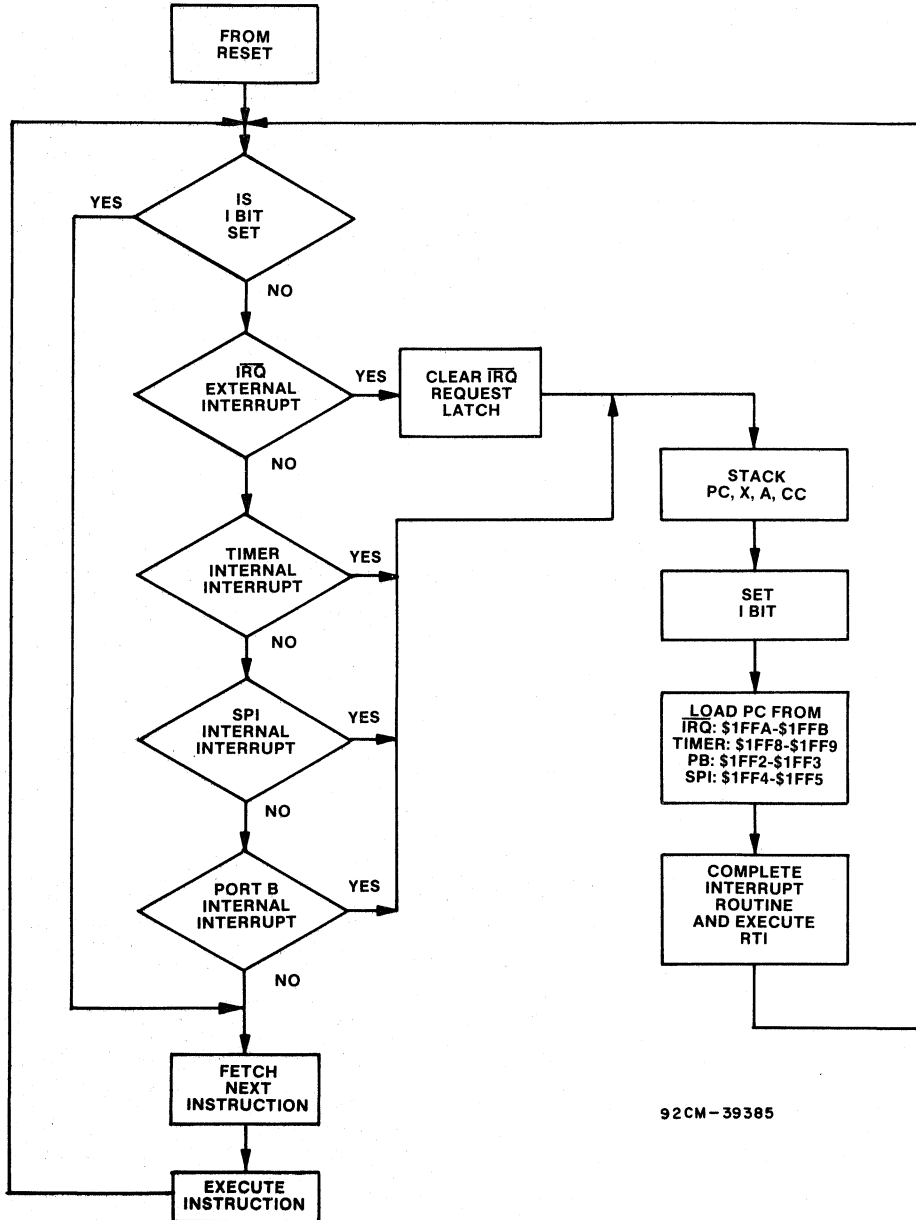 FROM
RESET
IS
I BIT
SET
YES
NO
I̅R̅Q̅
EXTERNAL
INTERRUPT
YES
NO
CLEAR I̅R̅Q̅
REQUEST
LATCH
TIMER
INTERNAL
INTERRUPT
YES
NO
SPI
INTERNAL
INTERRUPT
YES
NO
PORT B
INTERNAL
INTERRUPT
YES
NO
FETCH
NEXT
INSTRUCTION
EXECUTE
INSTRUCTION
STACK
PC, X, A, CC
SET
I BIT
LOAD PC FROM
I̅R̅Q̅: $1FFA-$1FFB
TIMER: $1FF8-$1FF9
PB: $1FF2-$1FF3
SPI: $1FF4-$1FF5
COMPLETE
INTERRUPT
ROUTINE
AND EXECUTE
RTI
92CM-39385